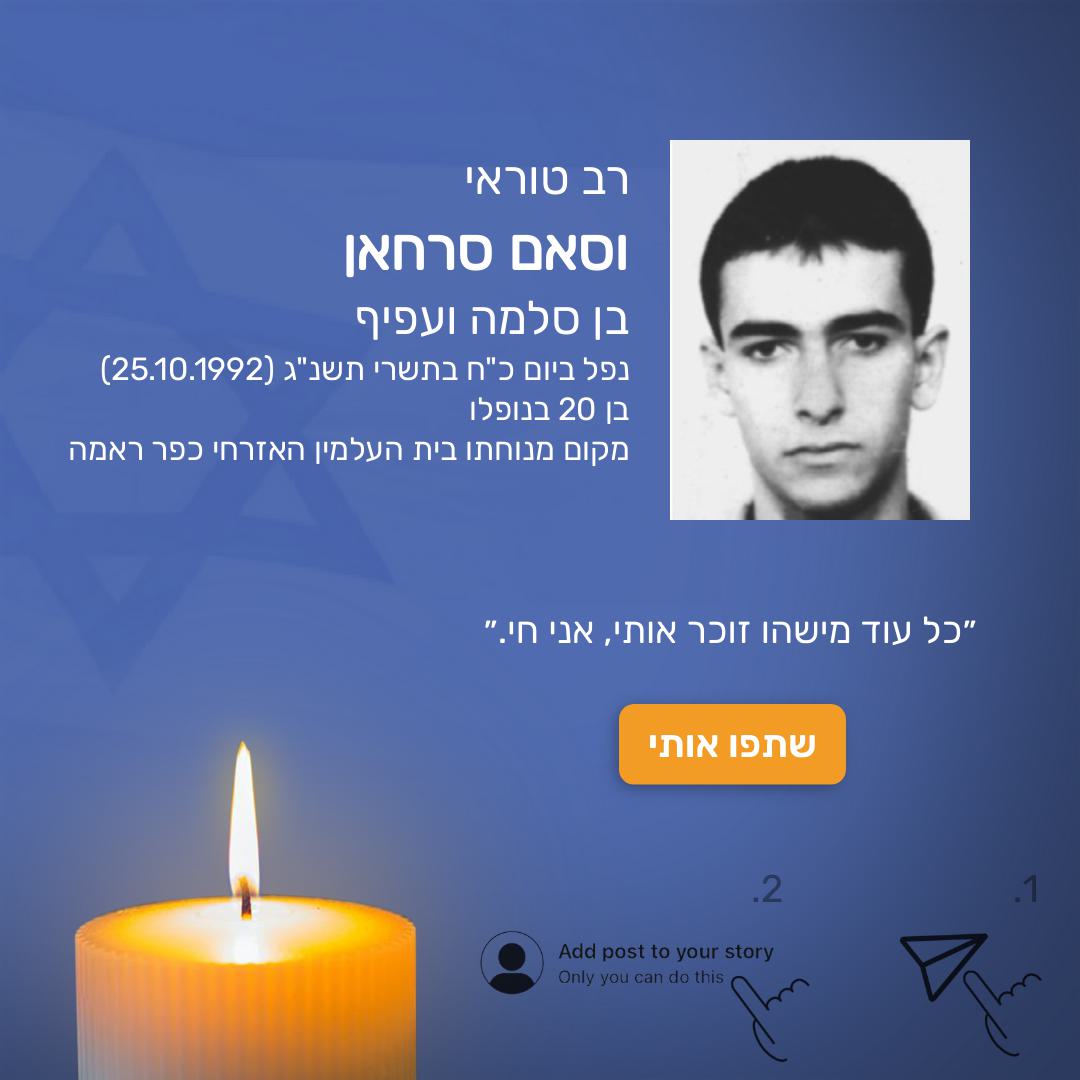 רב טוראי
וסאם סרחאן
בן סלמה ועפיף
נפל ביום כ"ח בתשרי תשנ"ג (25.10.1992)
בן 20 בנופלו
מקום מנוחתו בית העלמין האזרחי כפר ראמה
״כל עוד מישהו זוכר אותי, אני חי.״
שתפו אותי
1.
2.
Add post to your story
Only you can do this